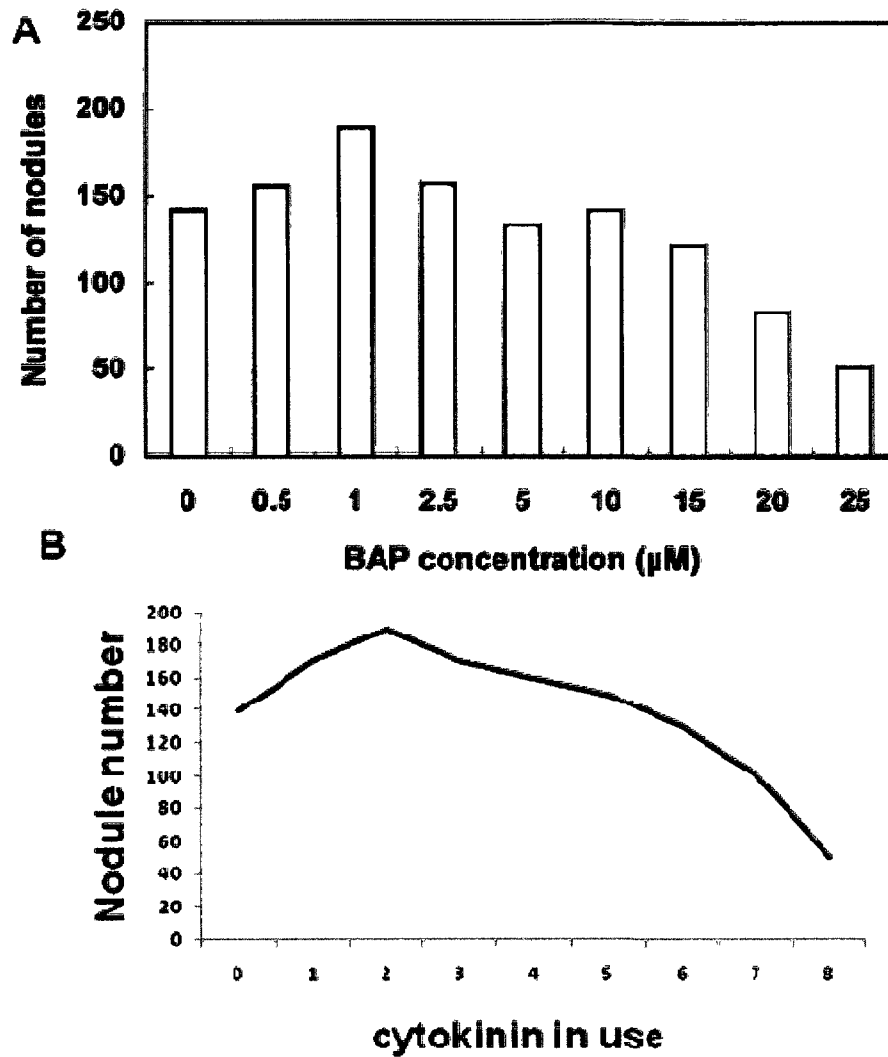 A
Number of nodules
250
200
150
100
50
0
0 0.5 1 2.5 5 10 15 20 25
BAP concentration (µM)
B
Nodule number
200
180
160
140
120
100
80
60
40
20
0
0 1 2 3 4 5 6 7 8
cytokinin in use